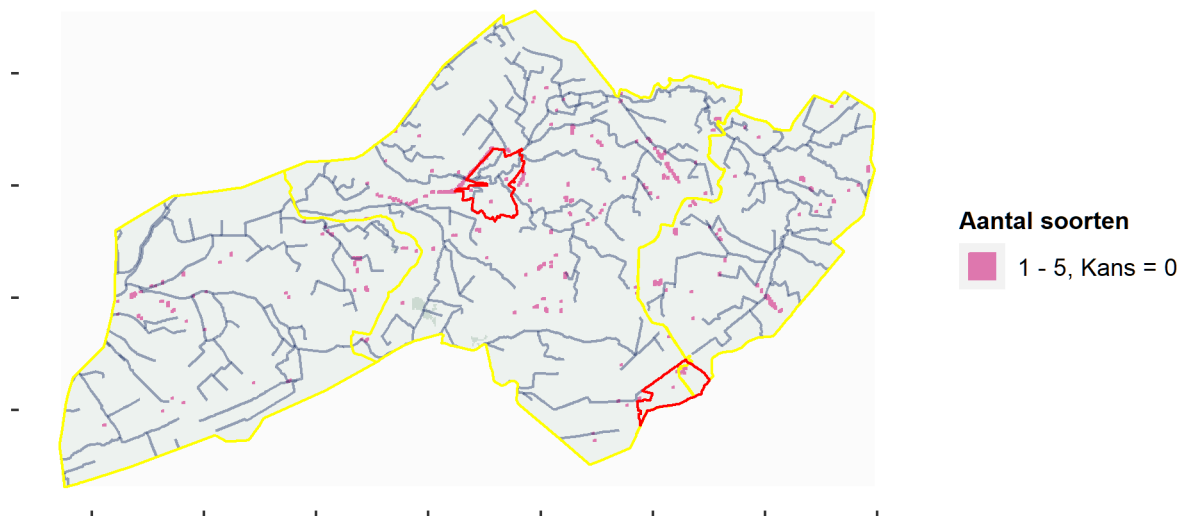 Aantal soorten
1 - 5, Kans = 0